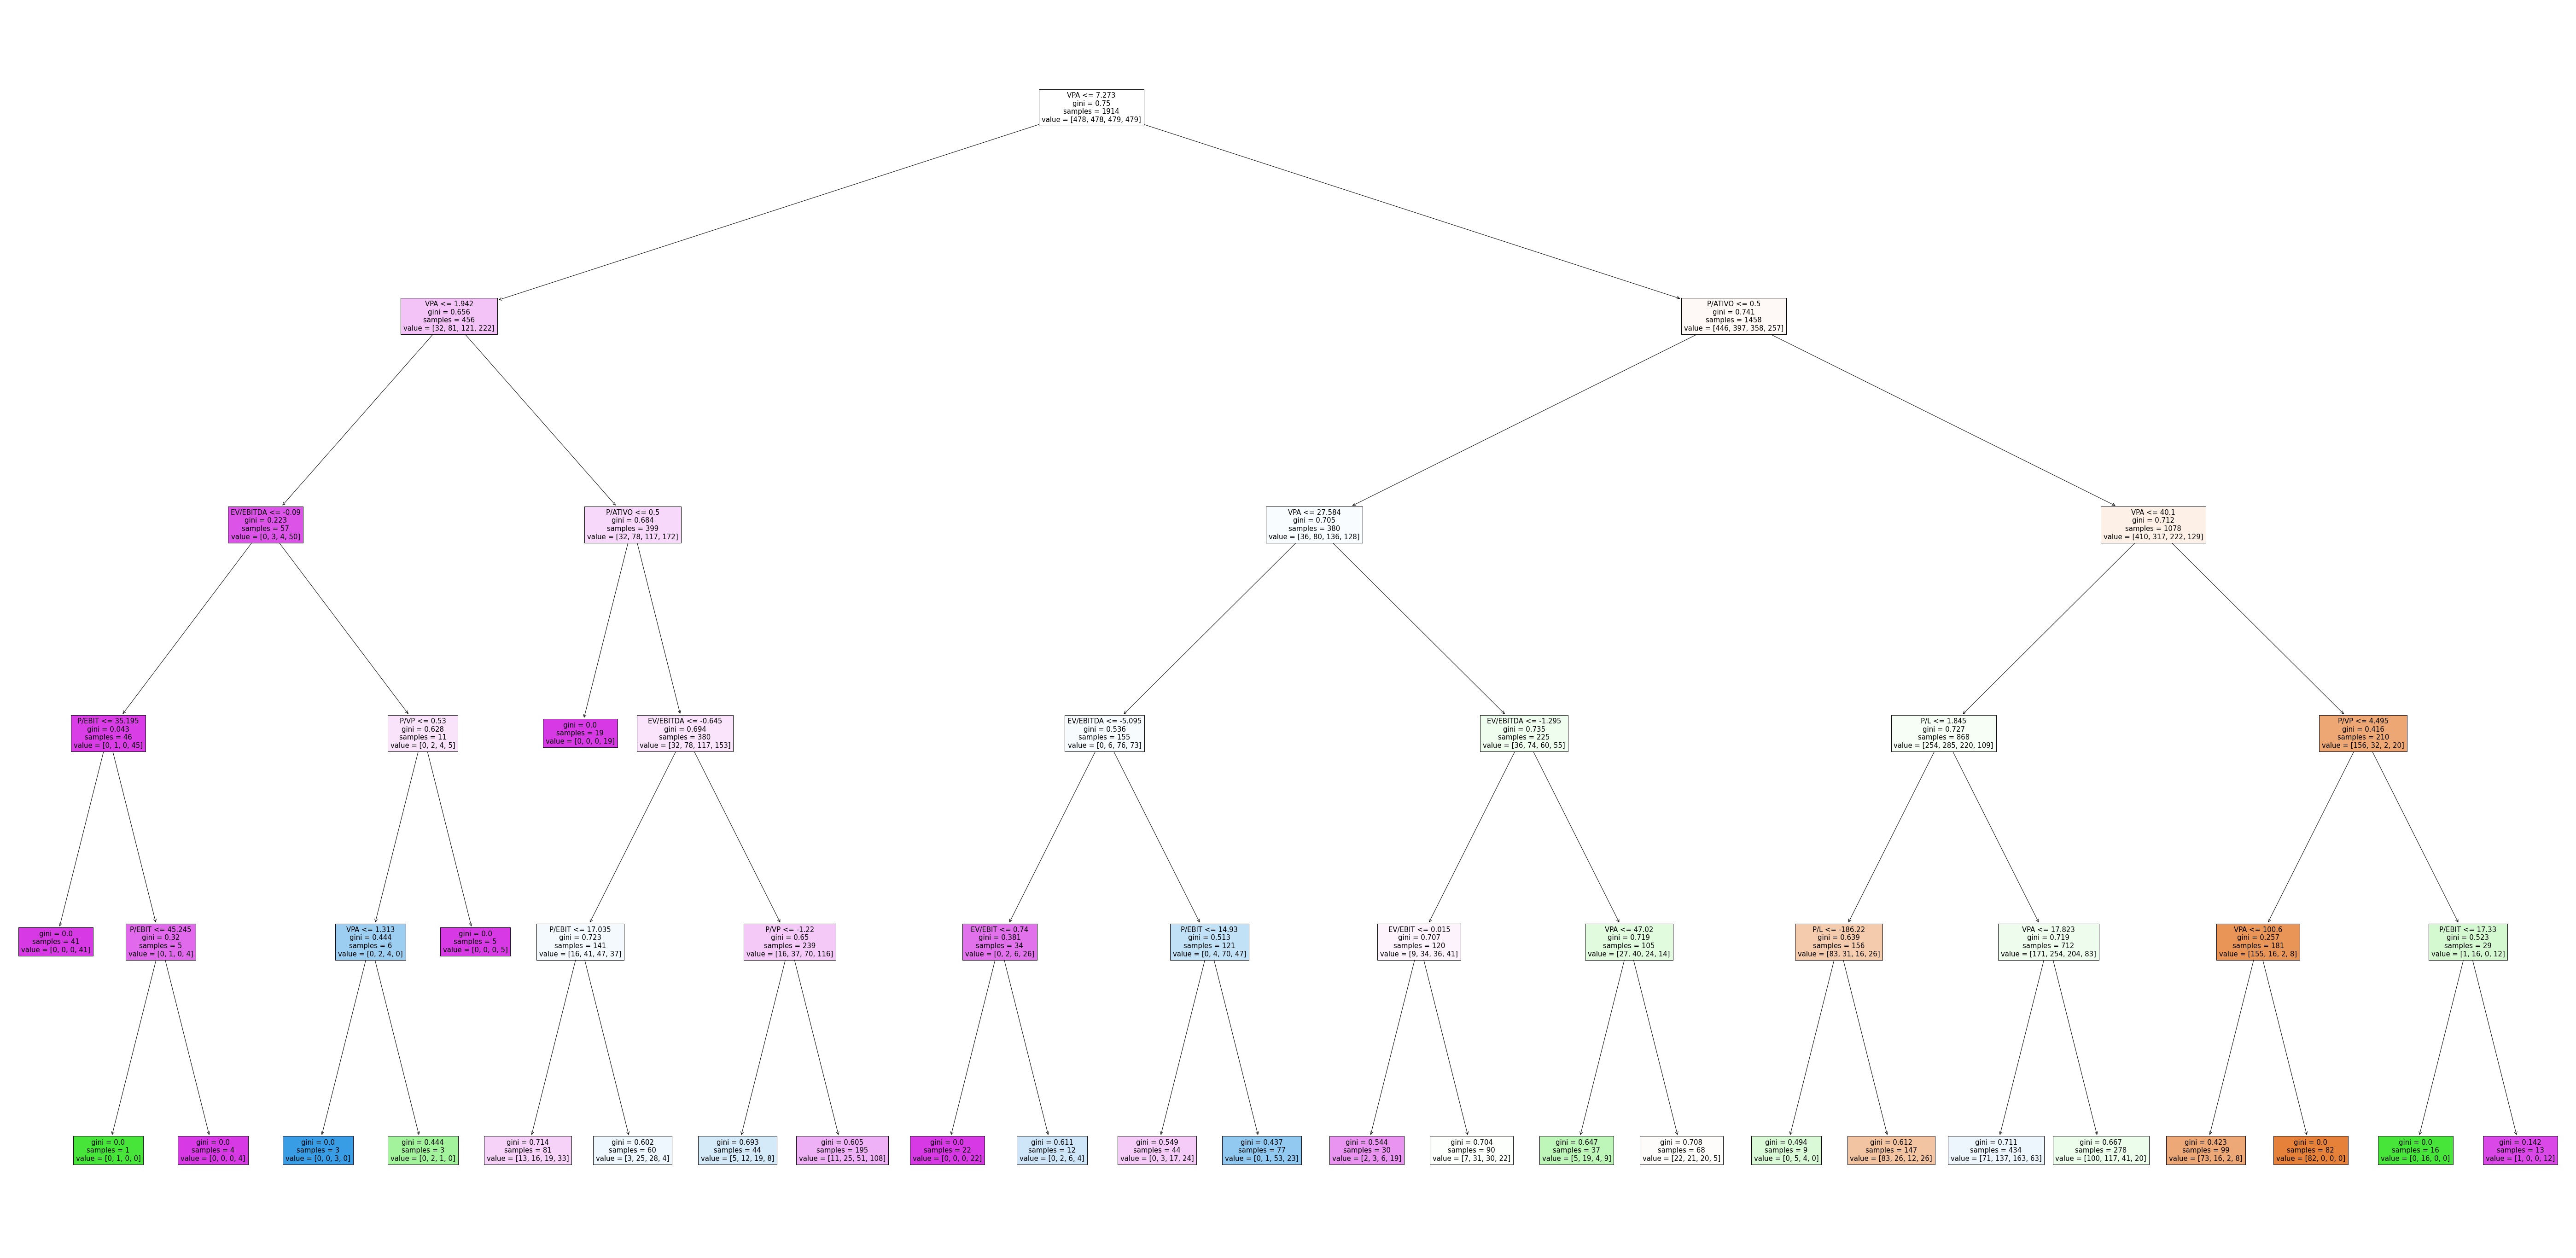 VPA <= 7.273
gini = 0.75
samples = 1914
value = [478, 478, 479, 479]
VPA <= 1.942
gini = 0.656
samples = 456
value = [32, 81, 121, 222]
P/ATIVO <= 0.5
gini = 0.741
samples = 1458
value = [446, 397, 358, 257]
EV/EBITDA <= -0.09
gini = 0.223
samples = 57
value = [0, 3, 4, 50]
P/ATIVO <= 0.5
gini = 0.684
samples = 399
value = [32, 78, 117, 172]
VPA <= 27.584
gini = 0.705
samples = 380
value = [36, 80, 136, 128]
VPA <= 40.1
gini = 0.712
samples = 1078
value = [410, 317, 222, 129]
P/EBIT <= 35.195
gini = 0.043
samples = 46
value = [0, 1, 0, 45]
P/VP <= 0.53
gini = 0.628
samples = 11
value = [0, 2, 4, 5]
gini = 0.0
samples = 19
value = [0, 0, 0, 19]
EV/EBITDA <= -0.645
gini = 0.694
samples = 380
value = [32, 78, 117, 153]
EV/EBITDA <= -5.095
gini = 0.536
samples = 155
value = [0, 6, 76, 73]
EV/EBITDA <= -1.295
gini = 0.735
samples = 225
value = [36, 74, 60, 55]
P/L <= 1.845
gini = 0.727
samples = 868
value = [254, 285, 220, 109]
P/VP <= 4.495
gini = 0.416
samples = 210
value = [156, 32, 2, 20]
gini = 0.0
samples = 41
value = [0, 0, 0, 41]
P/EBIT <= 45.245
gini = 0.32
samples = 5
value = [0, 1, 0, 4]
VPA <= 1.313
gini = 0.444
samples = 6
value = [0, 2, 4, 0]
gini = 0.0
samples = 5
value = [0, 0, 0, 5]
P/EBIT <= 17.035
gini = 0.723
samples = 141
value = [16, 41, 47, 37]
P/VP <= -1.22
gini = 0.65
samples = 239
value = [16, 37, 70, 116]
EV/EBIT <= 0.74
gini = 0.381
samples = 34
value = [0, 2, 6, 26]
P/EBIT <= 14.93
gini = 0.513
samples = 121
value = [0, 4, 70, 47]
EV/EBIT <= 0.015
gini = 0.707
samples = 120
value = [9, 34, 36, 41]
VPA <= 47.02
gini = 0.719
samples = 105
value = [27, 40, 24, 14]
P/L <= -186.22
gini = 0.639
samples = 156
value = [83, 31, 16, 26]
VPA <= 17.823
gini = 0.719
samples = 712
value = [171, 254, 204, 83]
VPA <= 100.6
gini = 0.257
samples = 181
value = [155, 16, 2, 8]
P/EBIT <= 17.33
gini = 0.523
samples = 29
value = [1, 16, 0, 12]
gini = 0.0
samples = 1
value = [0, 1, 0, 0]
gini = 0.0
samples = 4
value = [0, 0, 0, 4]
gini = 0.0
samples = 3
value = [0, 0, 3, 0]
gini = 0.444
samples = 3
value = [0, 2, 1, 0]
gini = 0.714
samples = 81
value = [13, 16, 19, 33]
gini = 0.602
samples = 60
value = [3, 25, 28, 4]
gini = 0.693
samples = 44
value = [5, 12, 19, 8]
gini = 0.605
samples = 195
value = [11, 25, 51, 108]
gini = 0.0
samples = 22
value = [0, 0, 0, 22]
gini = 0.611
samples = 12
value = [0, 2, 6, 4]
gini = 0.549
samples = 44
value = [0, 3, 17, 24]
gini = 0.437
samples = 77
value = [0, 1, 53, 23]
gini = 0.544
samples = 30
value = [2, 3, 6, 19]
gini = 0.704
samples = 90
value = [7, 31, 30, 22]
gini = 0.647
samples = 37
value = [5, 19, 4, 9]
gini = 0.708
samples = 68
value = [22, 21, 20, 5]
gini = 0.494
samples = 9
value = [0, 5, 4, 0]
gini = 0.612
samples = 147
value = [83, 26, 12, 26]
gini = 0.711
samples = 434
value = [71, 137, 163, 63]
gini = 0.667
samples = 278
value = [100, 117, 41, 20]
gini = 0.423
samples = 99
value = [73, 16, 2, 8]
gini = 0.0
samples = 82
value = [82, 0, 0, 0]
gini = 0.0
samples = 16
value = [0, 16, 0, 0]
gini = 0.142
samples = 13
value = [1, 0, 0, 12]